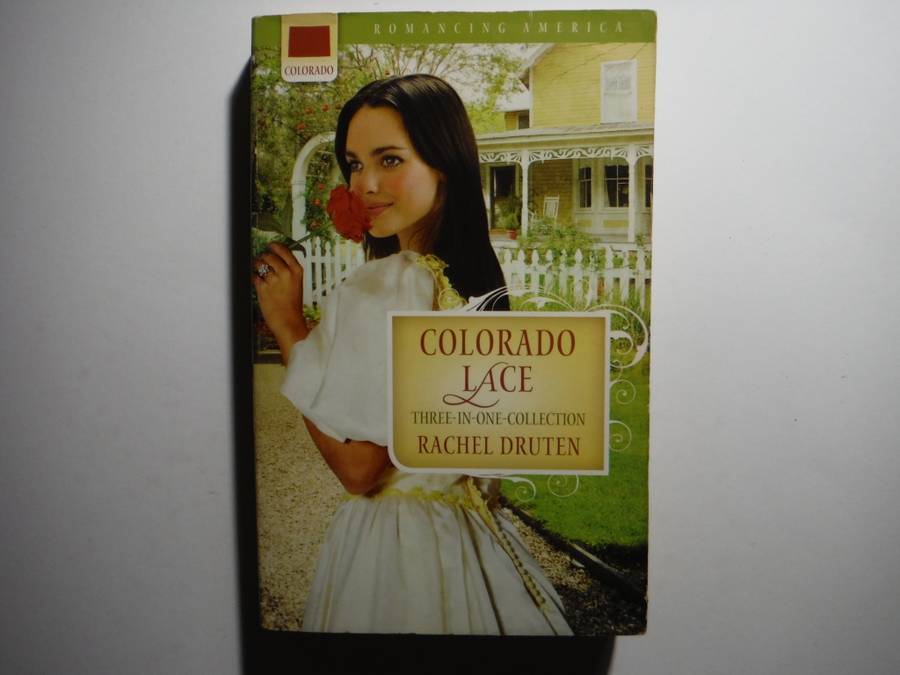 ROMANCING AMERICA
COLORADO
COLORADO
LACE
THREE-IN-ONE-COLLECTION
RACHEL DRUTEN